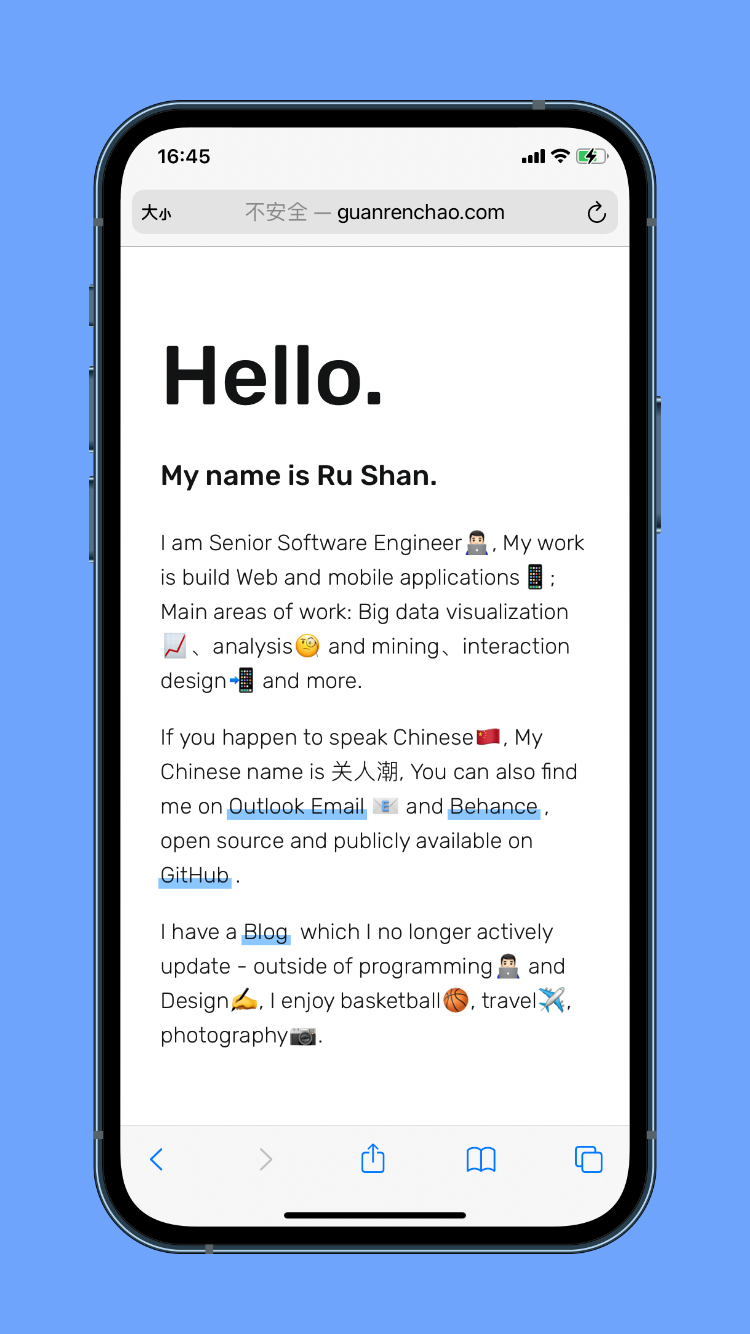 16:45
大小 不安全 — guanrenchao.com
Hello.
My name is Ru Shan.
I am Senior Software Engineer👨🏻‍💻, My work
is build Web and mobile applications📱;
Main areas of work: Big data visualization
📈、analysis🧐 and mining、interaction
design📲 and more.
If you happen to speak Chinese🇨🇳, My
Chinese name is 关人潮, You can also find
me on Outlook Email 📧 and Behance ,
open source and publicly available on
GitHub .
I have a Blog which I no longer actively
update - outside of programming👨🏻‍💻 and
Design✍️, I enjoy basketball🏀, travel✈️,
photography📷.